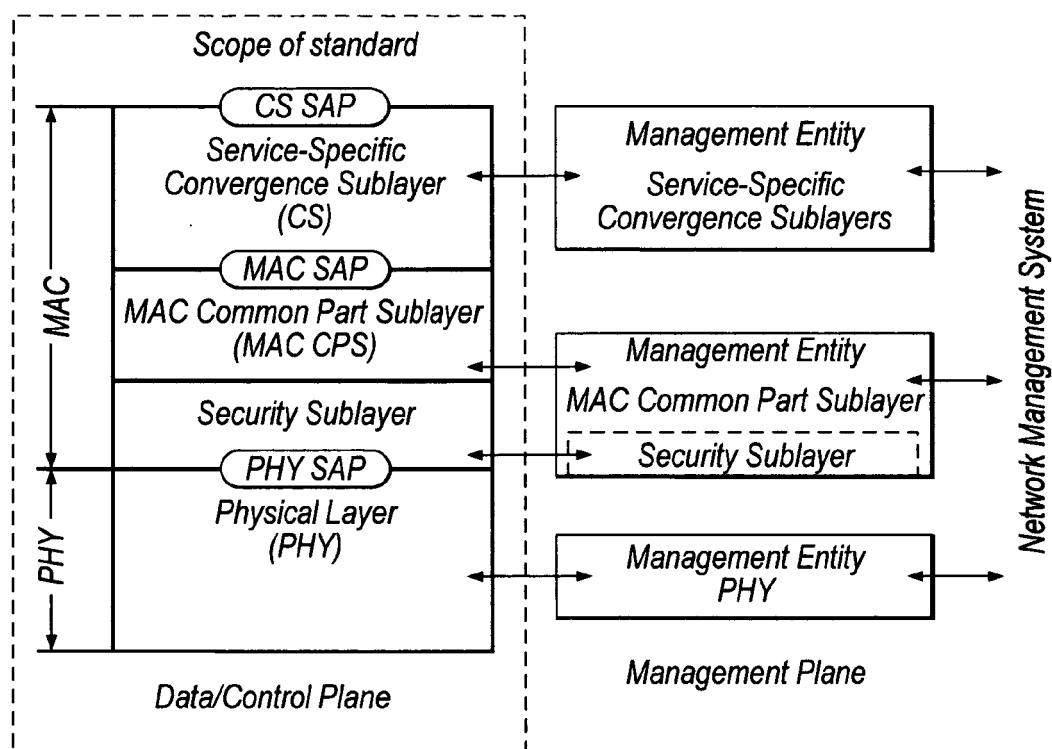 Scope of standard
CS SAP
Service-Specific
Convergence Sublayer
(CS)
MAC SAP
MAC Common Part Sublayer
(MAC CPS)
Security Sublayer
PHY SAP
Physical Layer
(PHY)
MAC
PHY
Data/Control Plane
Management Entity
Service-Specific
Convergence Sublayers
Management Entity
MAC Common Part Sublayer
Security Sublayer
Management Entity
PHY
Management Plane
Network Management System